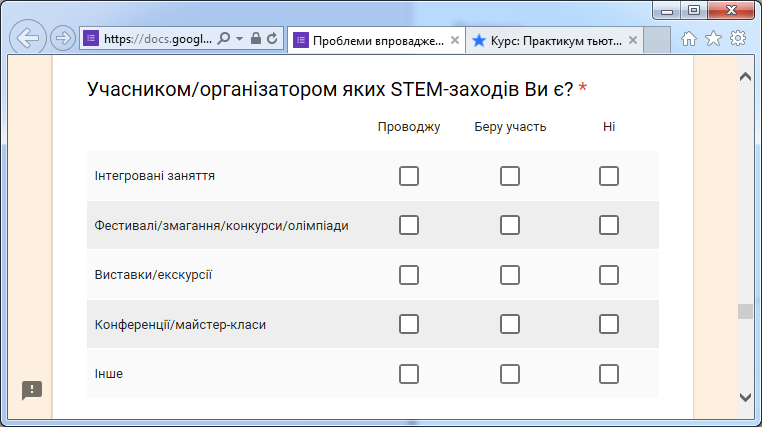 https://docs.googl...
Проблеми впроваджe...
Курс: Практикум тьют...
Учасником/організатором яких STEM-заходів Ви є? *
Проводжу Беру участь Ні
Інтегровані заняття
Фестивалі/змагання/конкурси/олімпіади
Виставки/екскурсії
Конференції/майстер-класи
Інше